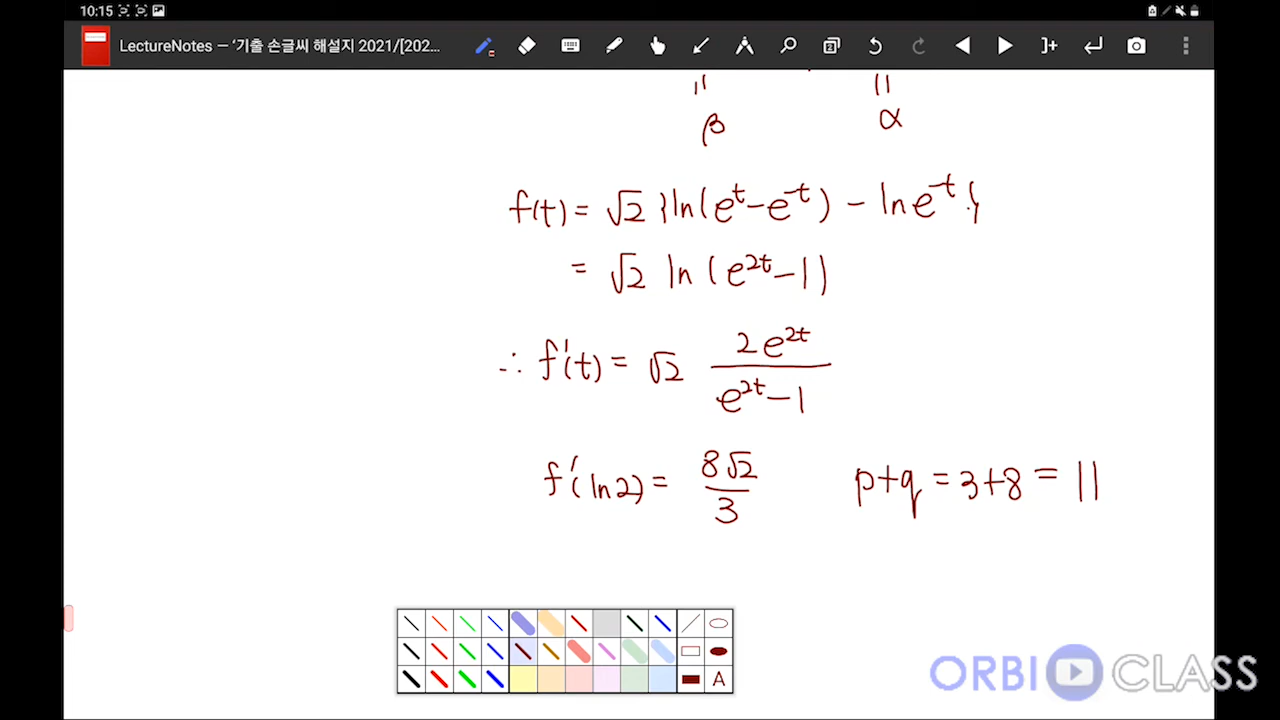 10:15
LectureNotes — ‘기출 손글씨 해설지 2021/[202...
β α
f(t) = √2 {ln(e^t - e^-t) - ln e^-t}
= √2 ln(e^2t - 1)
∴ f'(t) = √2 2e^2t / (e^2t - 1)
f'(ln2) = 8√2 / 3 p+q = 3+8 = 11
A
ORBI CLASS